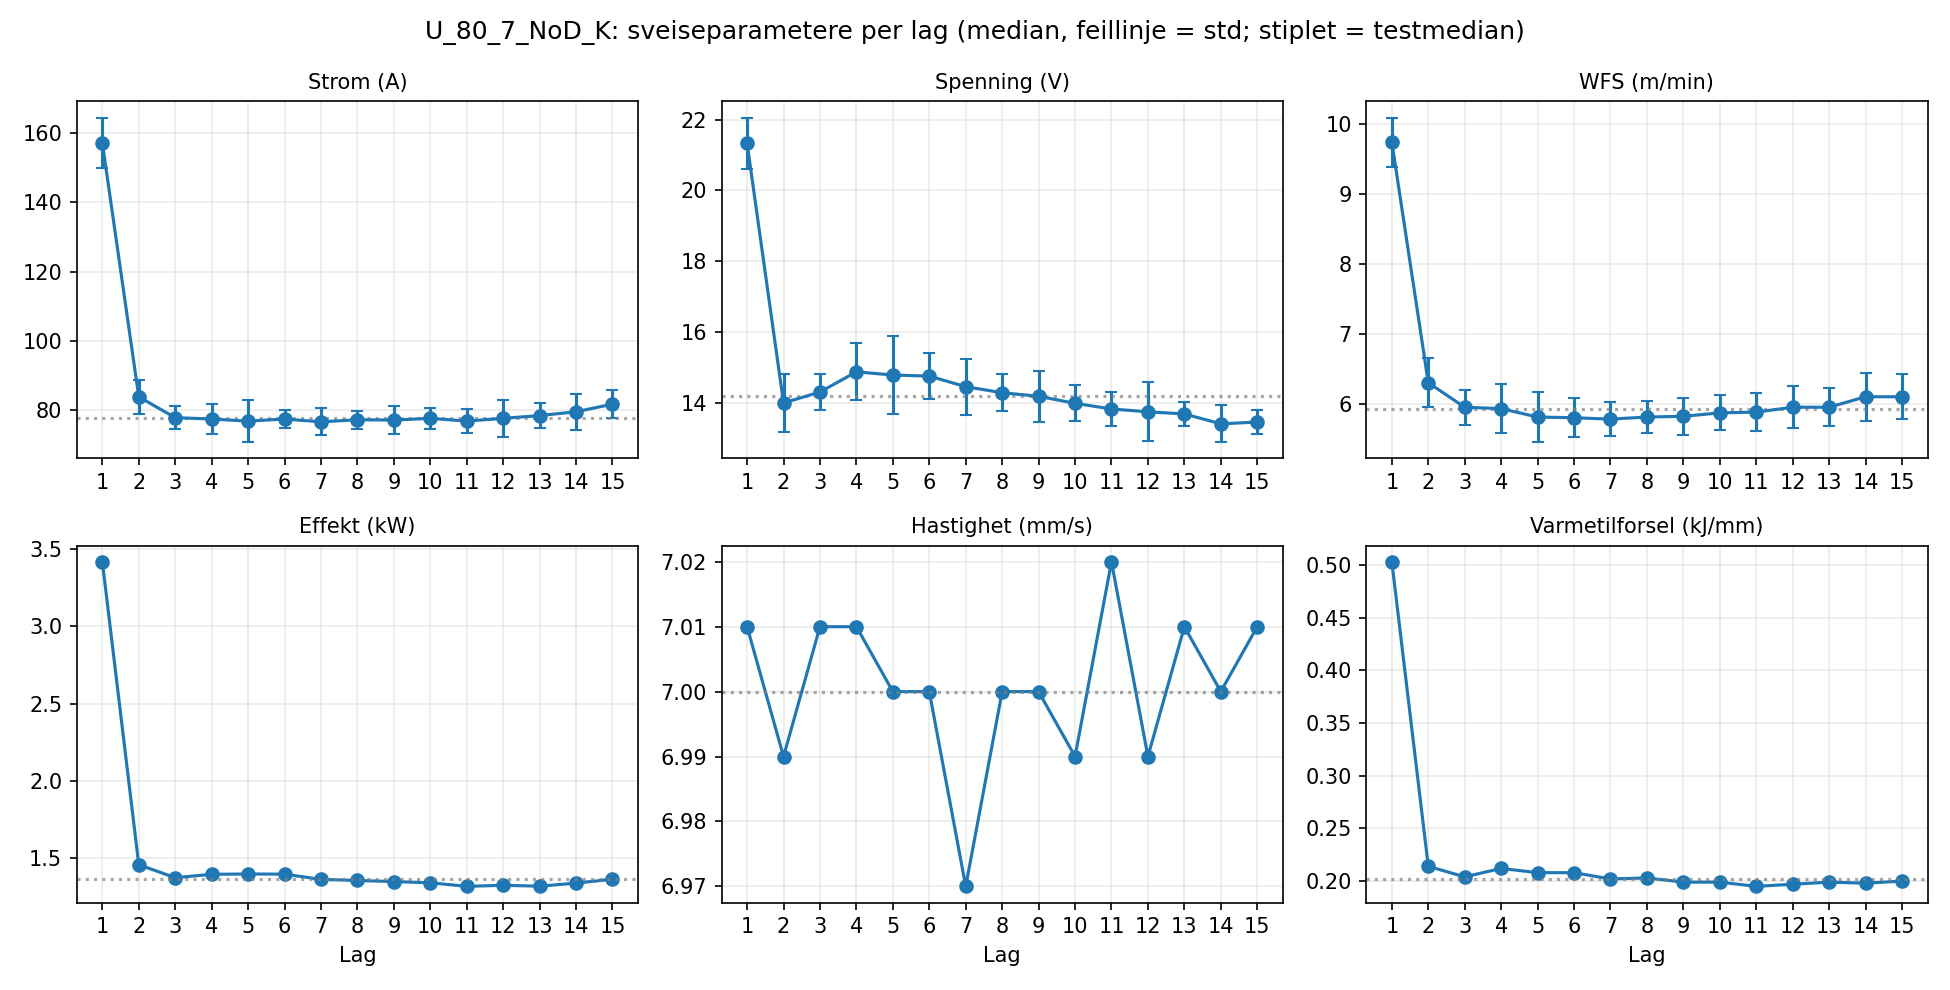 U_80_7_NoD_K: sveiseparametere per lag (median, feillinje = std; stiplet = testmedian)
Strom (A)
160
140
120
100
80
1 2 3 4 5 6 7 8 9 10 11 12 13 14 15
Spenning (V)
22
20
18
16
14
1 2 3 4 5 6 7 8 9 10 11 12 13 14 15
WFS (m/min)
10
9
8
7
6
1 2 3 4 5 6 7 8 9 10 11 12 13 14 15
Effekt (kW)
3.5
3.0
2.5
2.0
1.5
1 2 3 4 5 6 7 8 9 10 11 12 13 14 15
Lag
Hastighet (mm/s)
7.02
7.01
7.00
6.99
6.98
6.97
1 2 3 4 5 6 7 8 9 10 11 12 13 14 15
Lag
Varmetilforsel (kJ/mm)
0.50
0.45
0.40
0.35
0.30
0.25
0.20
1 2 3 4 5 6 7 8 9 10 11 12 13 14 15
Lag